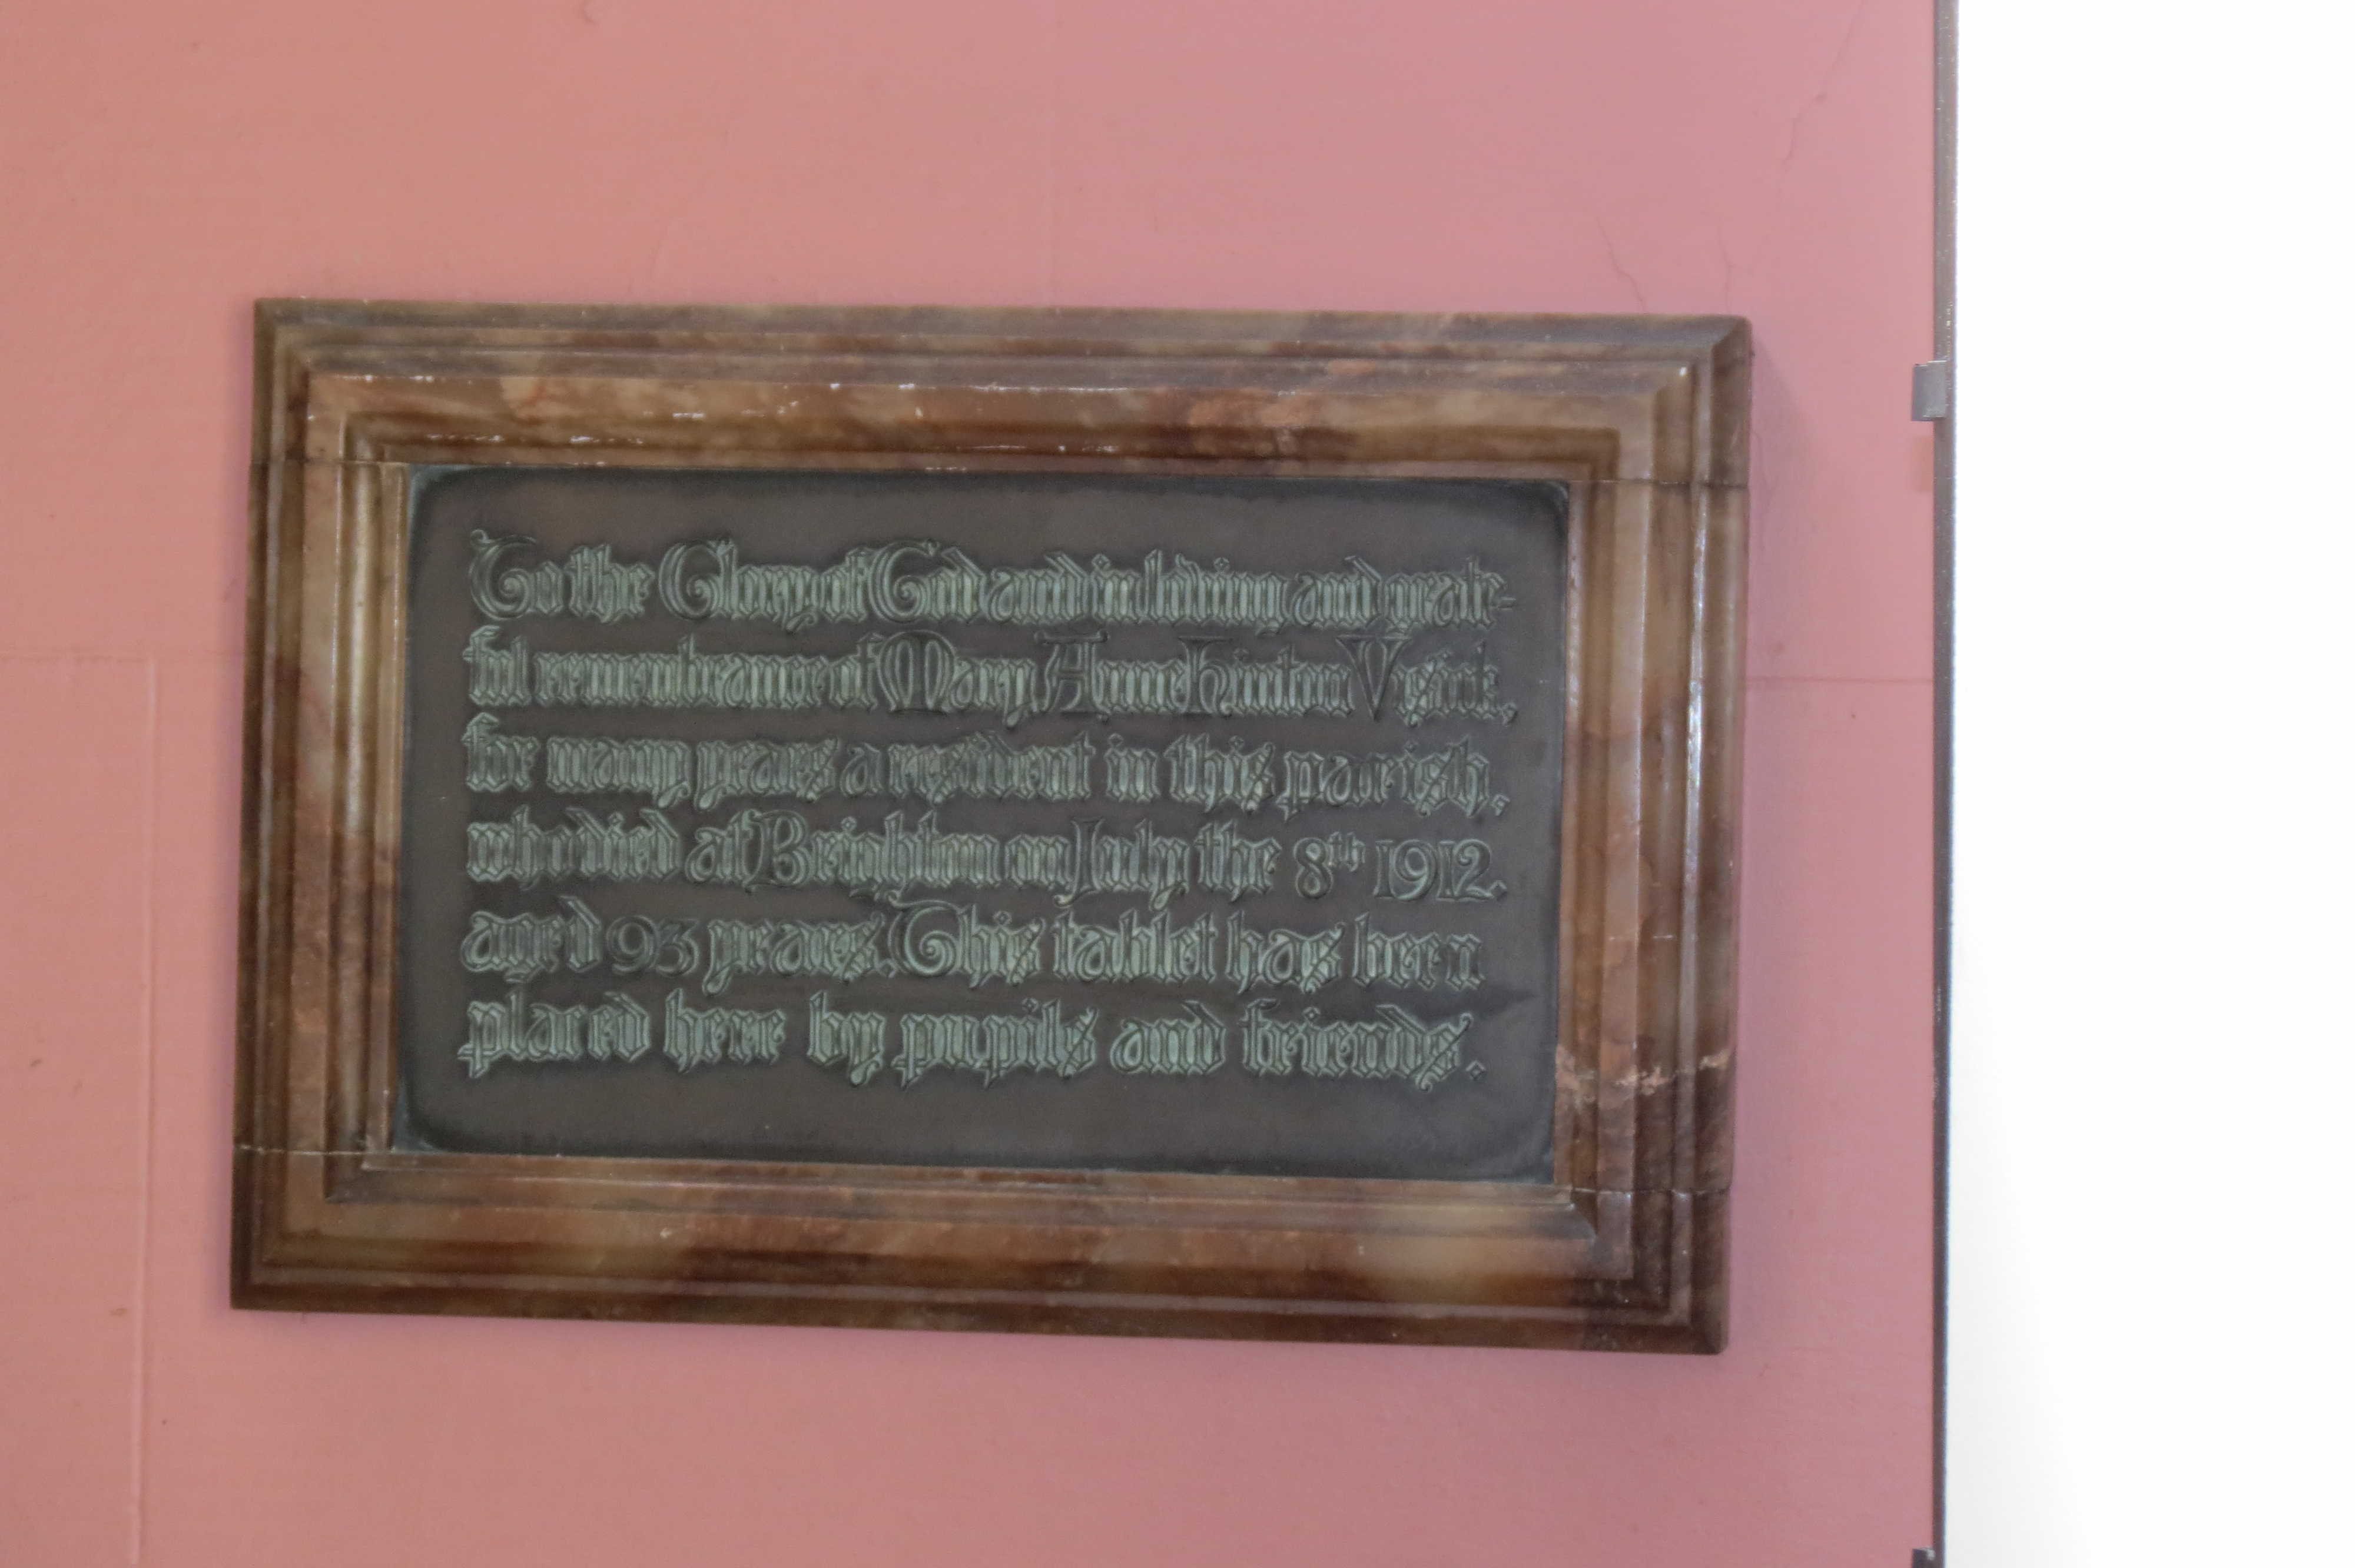 To the Glory of God and in loving and grate-
ful remembrance of Mary Anne Hinton Visick,
for many years a resident in this parish,
who died at Brighton on July the 8th 1912.
aged 93 years. This tablet has been
placed here by pupils and friends.